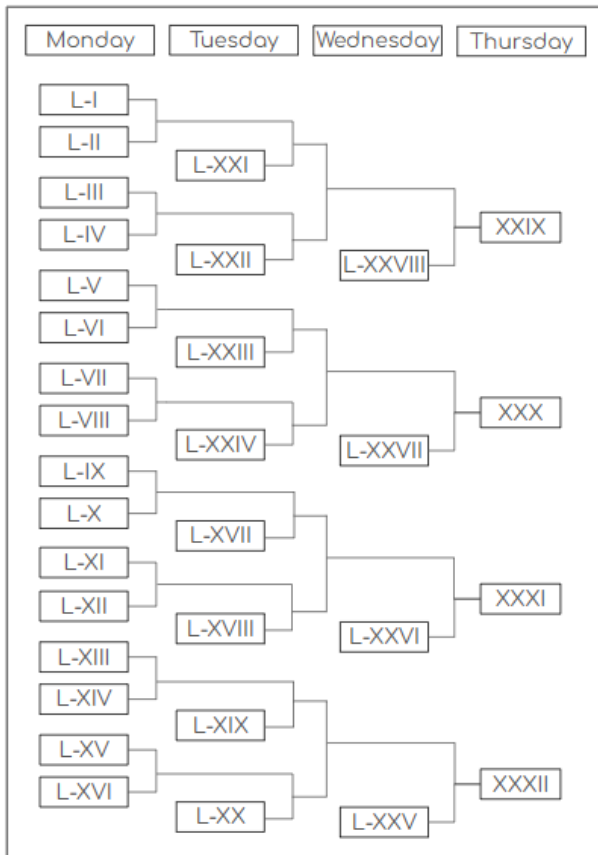 Monday Tuesday Wednesday Thursday
L-I
L-II
L-XXI
L-III
XXIX
L-IV
L-XXII
L-XXVIII
L-V
L-VI
L-XXIII
L-VII
XXX
L-VIII
L-XXIV
L-XXVII
L-IX
L-X
L-XVII
L-XI
XXXI
L-XII
L-XVIII
L-XXVI
L-XIII
L-XIV
L-XIX
L-XV
XXXII
L-XVI
L-XX
L-XXV